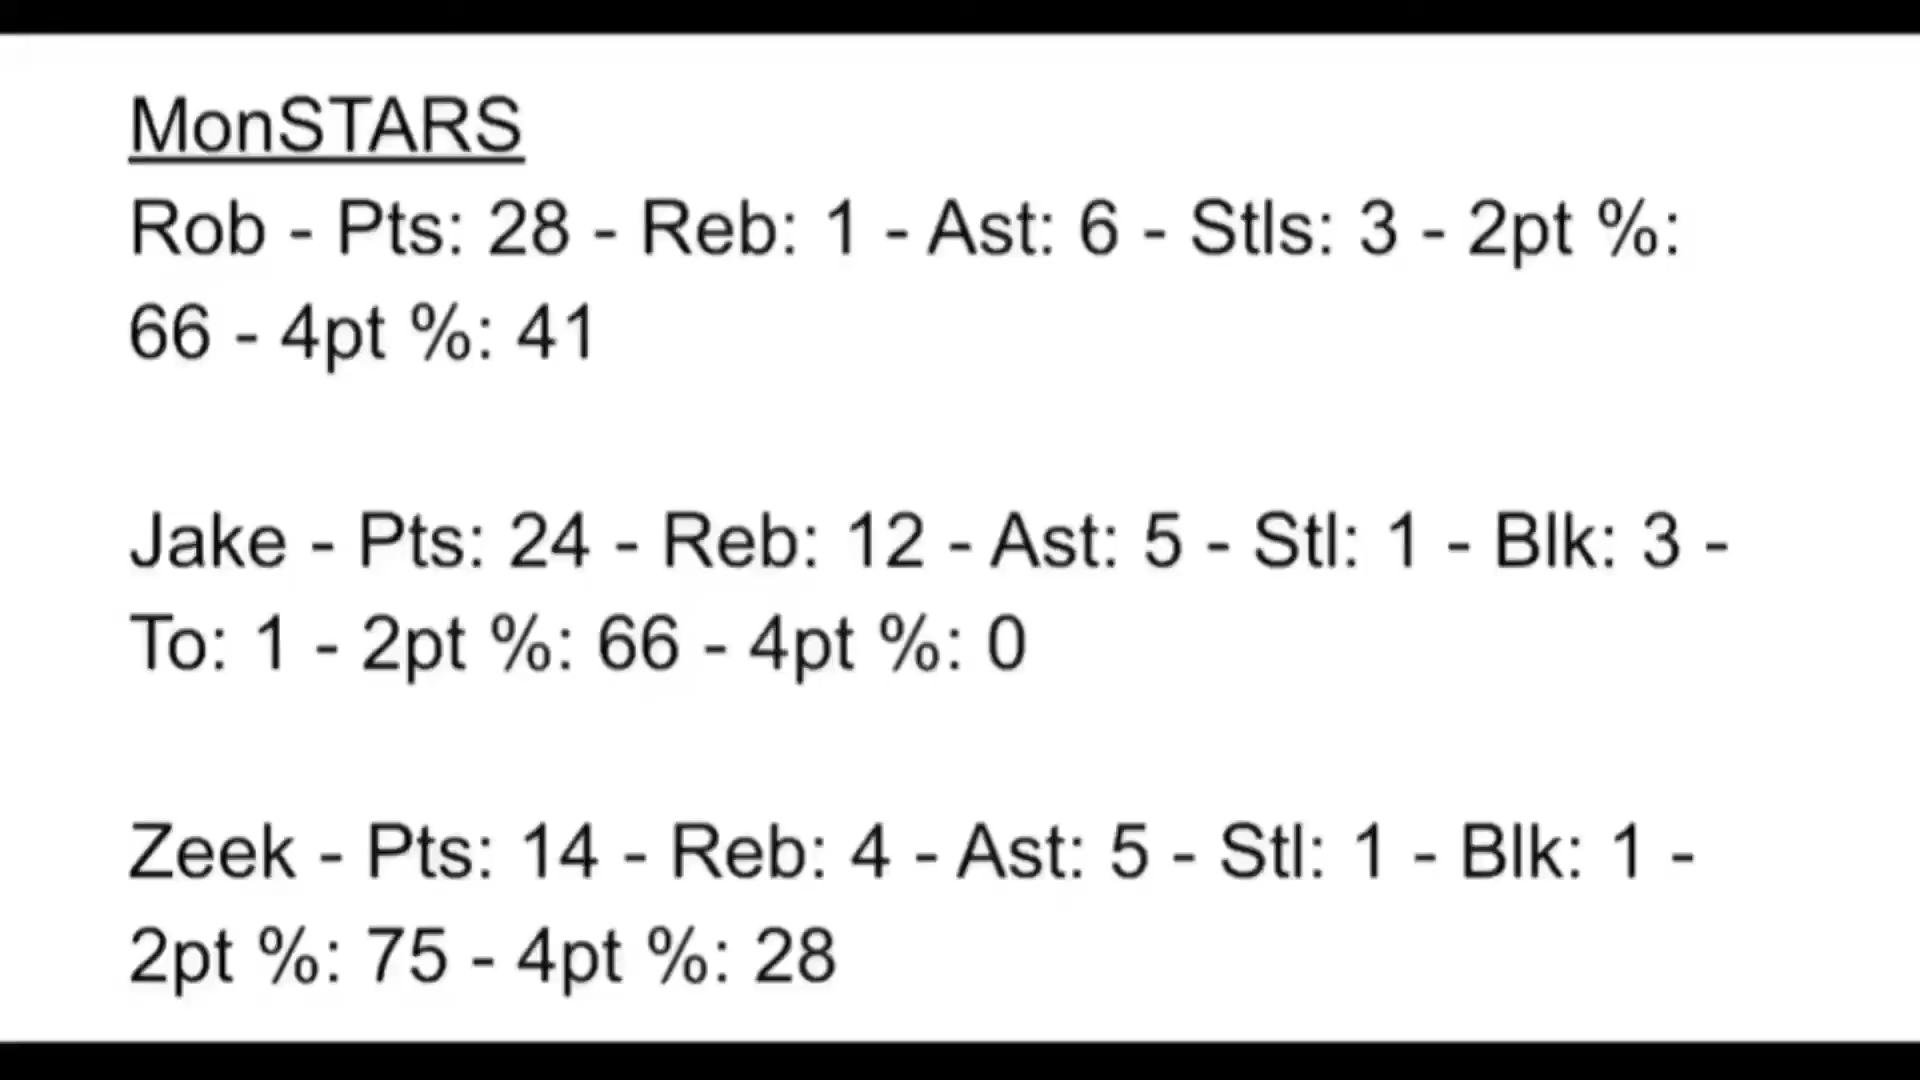 MonSTARS
Rob - Pts: 28 - Reb: 1 - Ast: 6 - Stls: 3 - 2pt %:
66 - 4pt %: 41
Jake - Pts: 24 - Reb: 12 - Ast: 5 - Stl: 1 - Blk: 3 -
To: 1 - 2pt %: 66 - 4pt %: 0
Zeek - Pts: 14 - Reb: 4 - Ast: 5 - Stl: 1 - Blk: 1 -
2pt %: 75 - 4pt %: 28